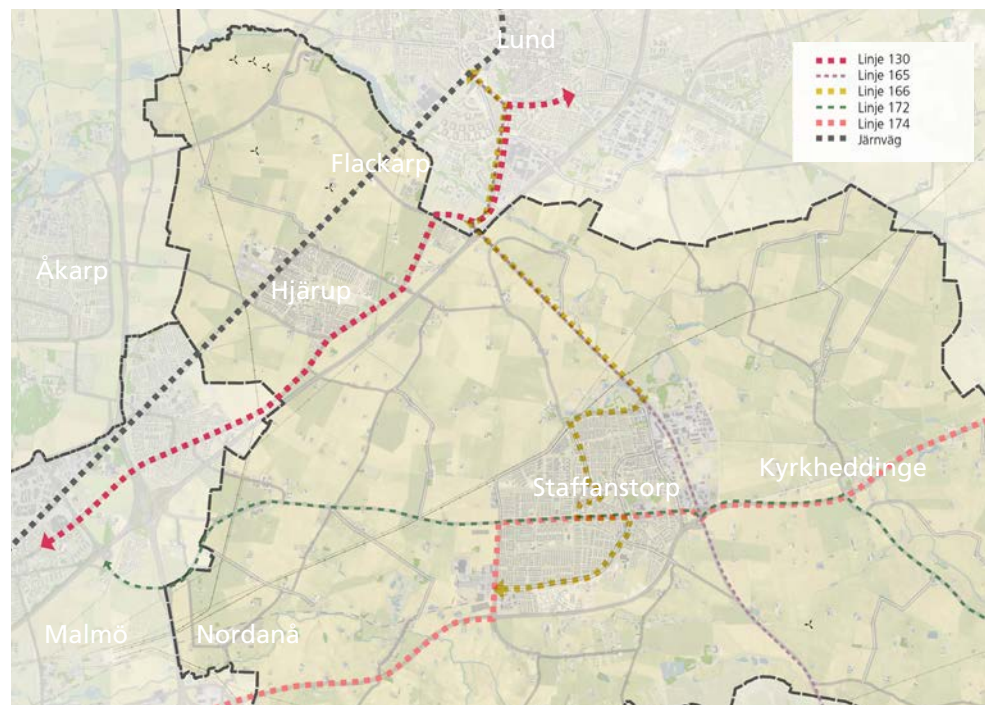 Lund
Linje 130
Linje 165
Linje 166
Linje 172
Linje 174
Järnväg
Flackarp
Åkarp
Hjärup
Kyrkheddinge
Staffanstorp
Malmö
Nordanå